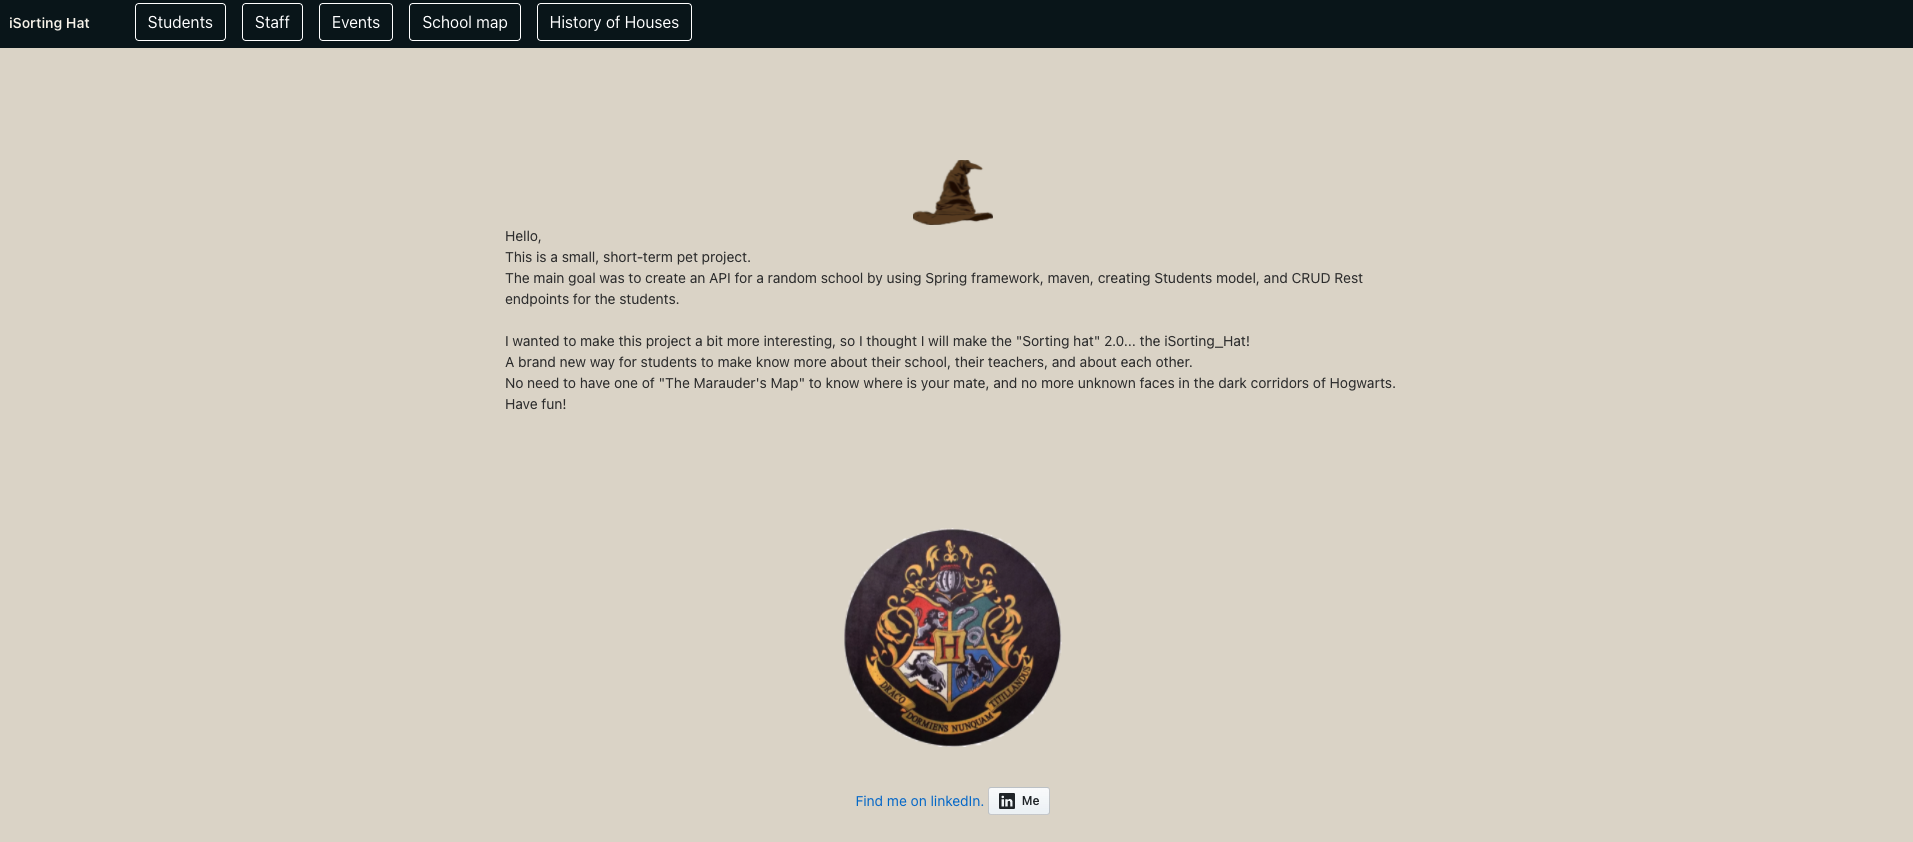 iSorting Hat
Students
Staff
Events
School map
History of Houses
Hello,
This is a small, short-term pet project.
The main goal was to create an API for a random school by using Spring framework, maven, creating Students model, and CRUD Rest
endpoints for the students.
I wanted to make this project a bit more interesting, so I thought I will make the "Sorting hat" 2.0... the iSorting_Hat!
A brand new way for students to make know more about their school, their teachers, and about each other.
No need to have one of "The Marauder's Map" to know where is your mate, and no more unknown faces in the dark corridors of Hogwarts.
Have fun!
H
DRACO
DORMIENS NUNQUAM
TITILLANDUS
Find me on linkedIn.
in Me